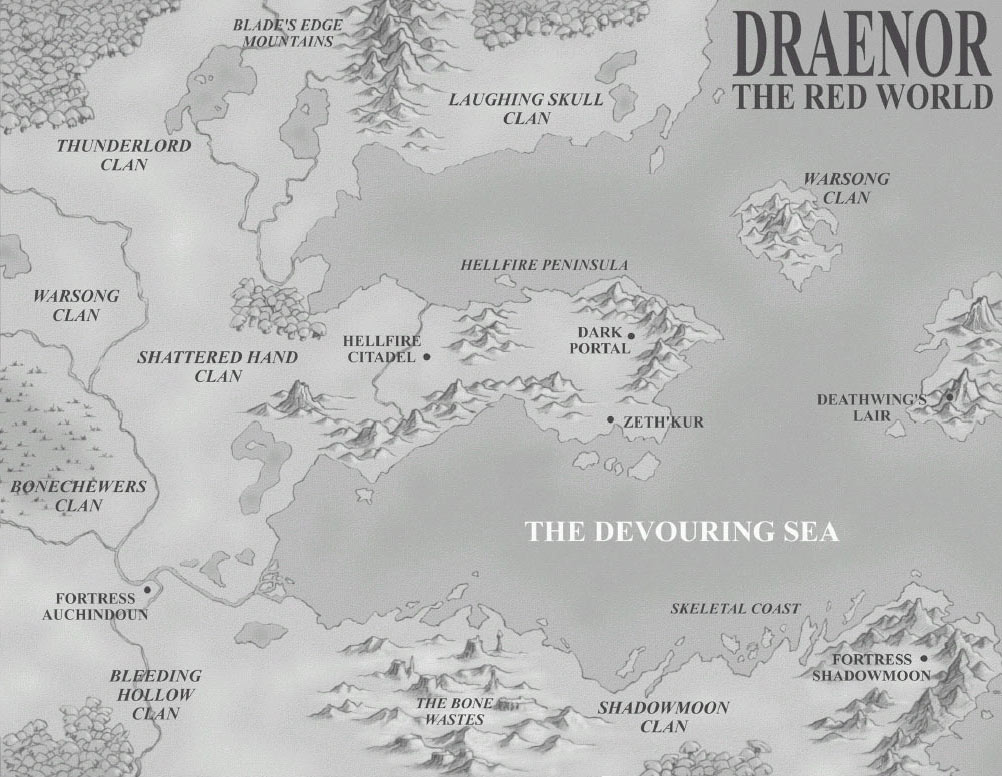 DRAENOR
THE RED WORLD
BLADE'S EDGE
MOUNTAINS
LAUGHING SKULL
CLAN
THUNDERLORD
CLAN
WARSONG
CLAN
HELLFIRE PENINSULA
WARSONG
CLAN
HELLFIRE
CITADEL
DARK
PORTAL
SHATTERED HAND
CLAN
DEATHWING'S
LAIR
ZETH'KUR
BONECHEWERS
CLAN
THE DEVOURING SEA
FORTRESS
AUCHINDOUN
SKELETAL COAST
FORTRESS
SHADOWMOON
BLEEDING
HOLLOW
CLAN
THE BONE
WASTES
SHADOWMOON
CLAN